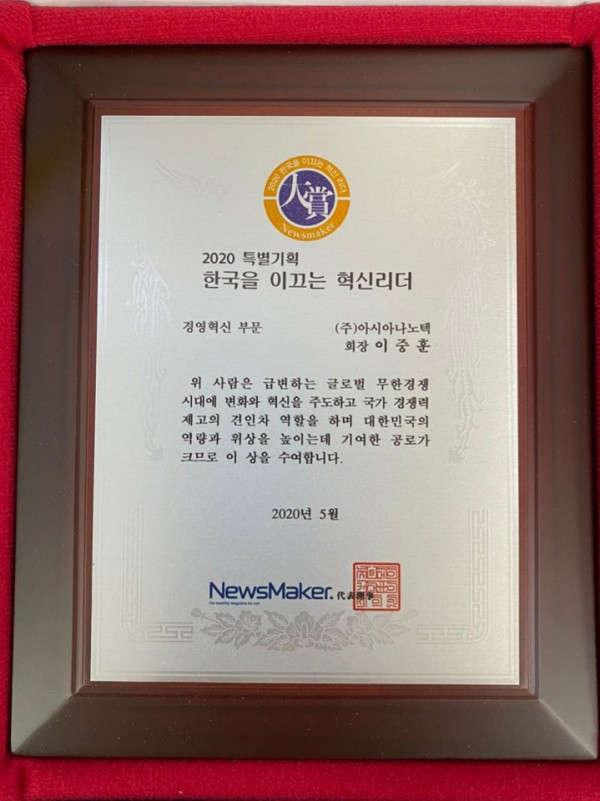 2020 한국을 이끄는 혁신 리더
大賞
Newsmaker
2020 특별기획
한국을 이끄는 혁신리더
경영혁신 부문 (주)아시아나노텍
회장 이 중 훈
위 사람은 급변하는 글로벌 무한경쟁
시대에 변화와 혁신을 주도하고 국가 경쟁력
제고의 견인차 역할을 하며 대한민국의
역량과 위상을 높이는데 기여한 공로가
크므로 이 상을 수여합니다.
2020년 5월
NewsMaker. 代表理事